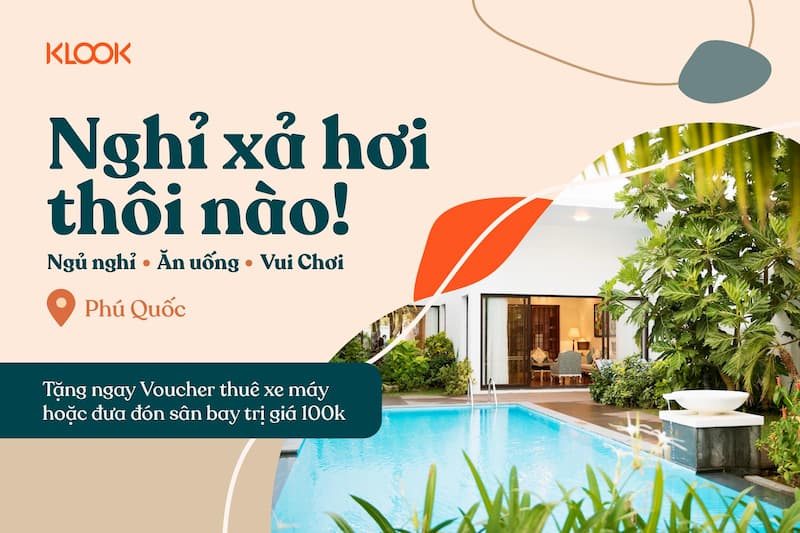 KLOOK
Nghỉ xả hơi
thôi nào!
Ngủ nghỉ • Ăn uống • Vui Chơi
Phú Quốc
Tặng ngay Voucher thuê xe máy
hoặc đưa đón sân bay trị giá 100k